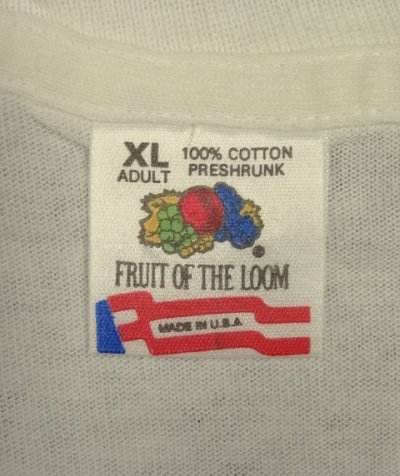 XL 100% COTTON
ADULT PRESHRUNK
®
FRUIT OF THE LOOM
MADE IN U.S.A.